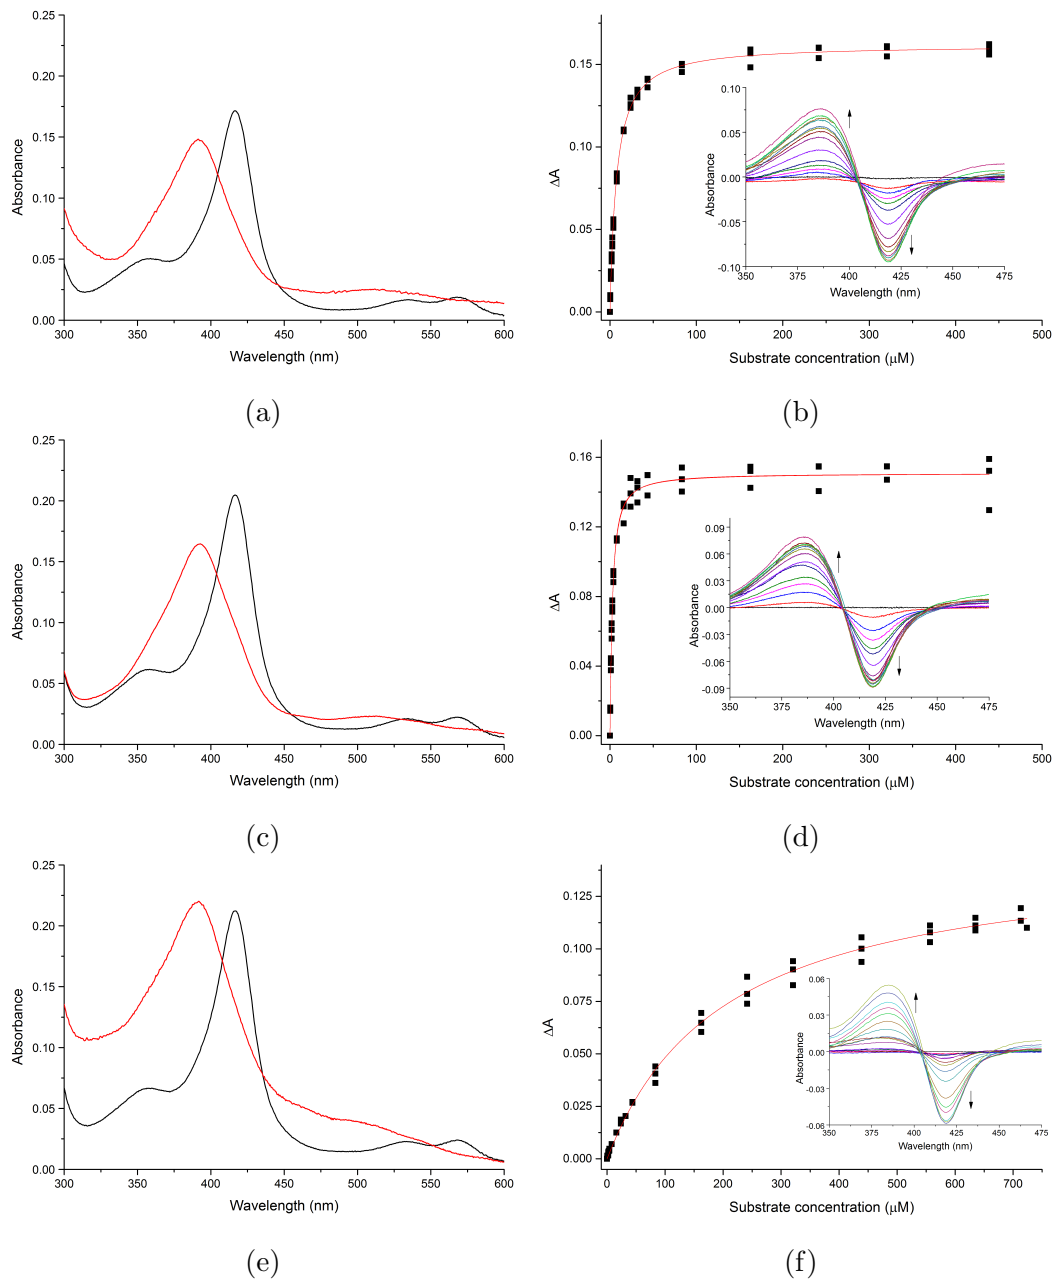 0.25
0.20
0.15
0.10
0.05
0.00
Absorbance
300 350 400 450 500 550 600
Wavelength (nm)
(a)
0.15
0.10
0.05
0.00
ΔA
0 100 200 300 400 500
Substrate concentration (μM)
0.10
0.05
0.00
-0.05
-0.10
Absorbance
350 375 400 425 450 475
Wavelength (nm)
(b)
0.25
0.20
0.15
0.10
0.05
0.00
Absorbance
300 350 400 450 500 550 600
Wavelength (nm)
(c)
0.16
0.12
0.08
0.04
0.00
ΔA
0 100 200 300 400 500
Substrate concentration (μM)
0.09
0.06
0.03
0.00
-0.03
-0.06
-0.09
Absorbance
350 375 400 425 450 475
Wavelength (nm)
(d)
0.25
0.20
0.15
0.10
0.05
0.00
Absorbance
300 350 400 450 500 550 600
Wavelength (nm)
(e)
0.125
0.100
0.075
0.050
0.025
0.000
ΔA
0 100 200 300 400 500 600 700
Substrate concentration (μM)
0.06
0.03
0.00
-0.03
-0.06
Absorbance
350 375 400 425 450 475
Wavelength (nm)
(f)